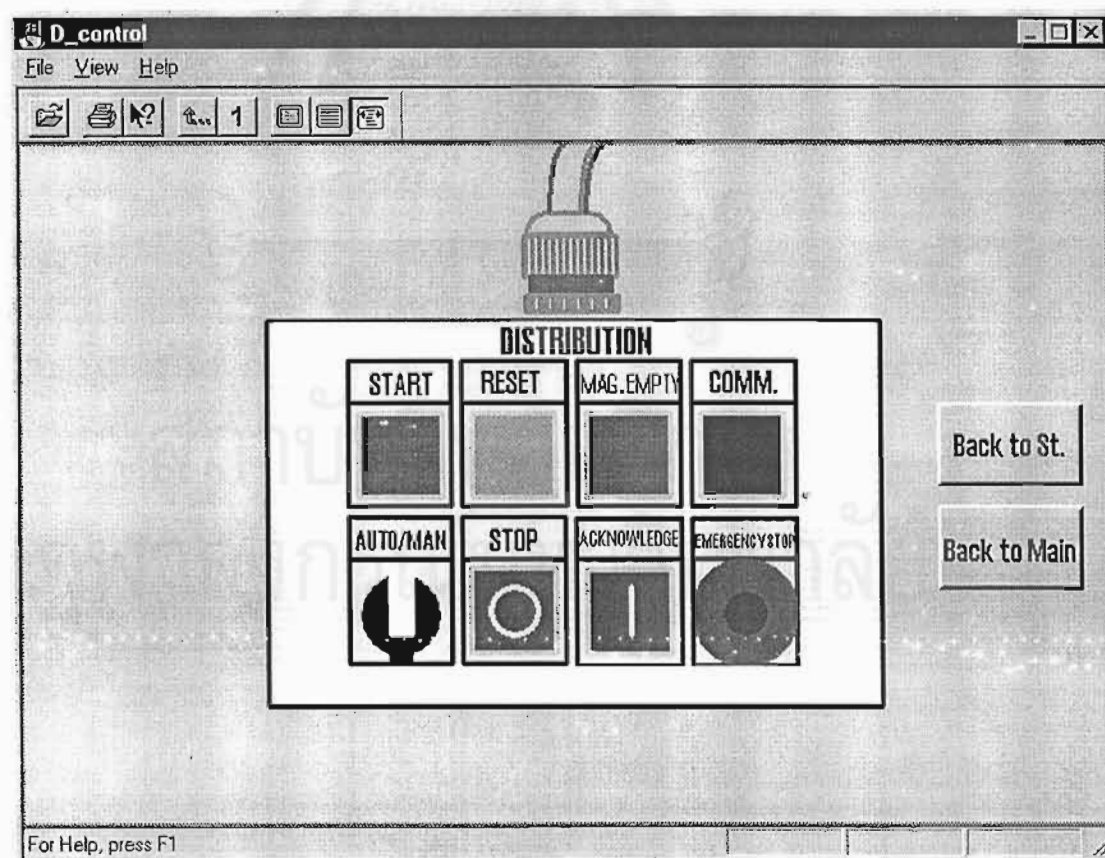 D_control
File View Help
1
DISTRIBUTION
START RESET MAG.EMPTY COMM.
AUTO/MAN STOP ACKNOWLEDGE EMERGENCYSTOP
Back to St.
Back to Main
For Help, press F1